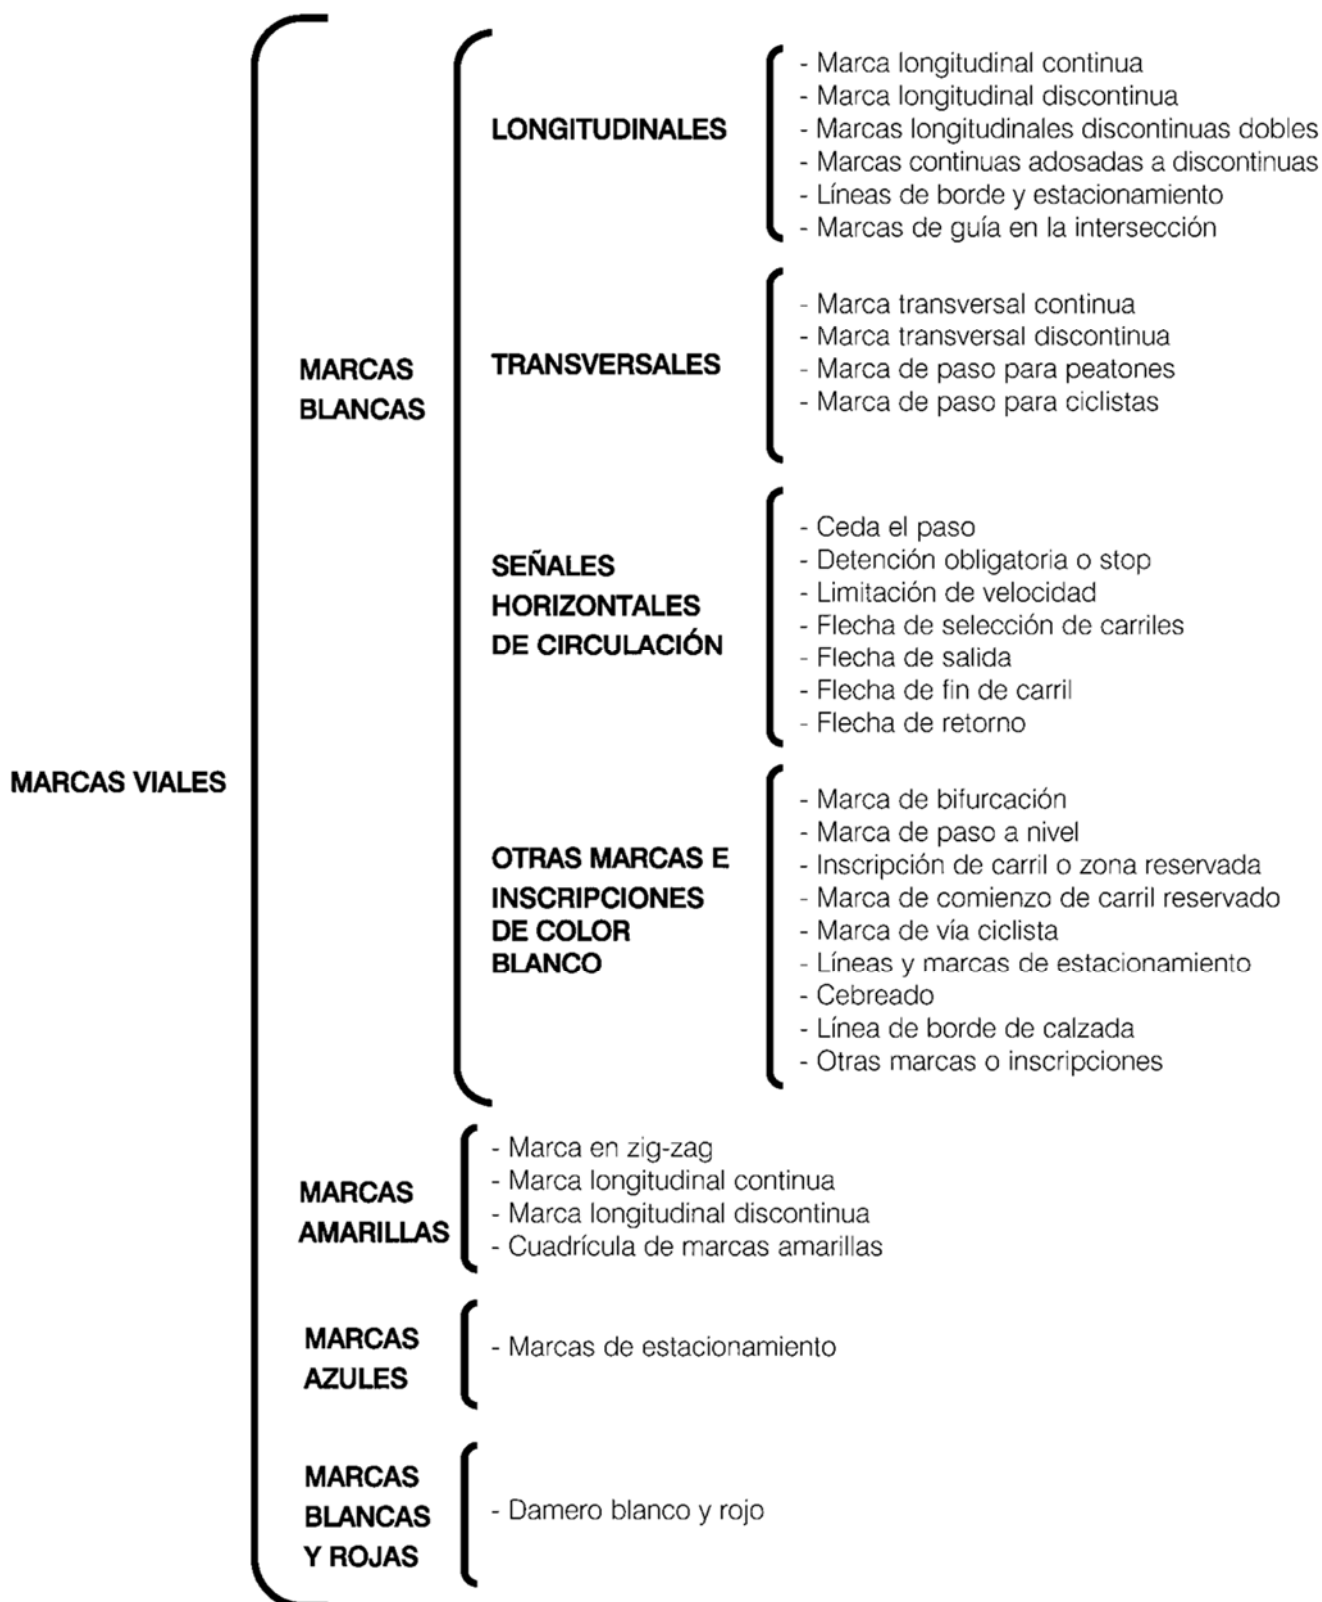 MARCAS VIALES
MARCAS
BLANCAS
LONGITUDINALES
- Marca longitudinal continua
- Marca longitudinal discontinua
- Marcas longitudinales discontinuas dobles
- Marcas continuas adosadas a discontinuas
- Líneas de borde y estacionamiento
- Marcas de guía en la intersección
TRANSVERSALES
- Marca transversal continua
- Marca transversal discontinua
- Marca de paso para peatones
- Marca de paso para ciclistas
SEÑALES
HORIZONTALES
DE CIRCULACIÓN
- Ceda el paso
- Detención obligatoria o stop
- Limitación de velocidad
- Flecha de selección de carriles
- Flecha de salida
- Flecha de fin de carril
- Flecha de retorno
OTRAS MARCAS E
INSCRIPCIONES
DE COLOR
BLANCO
- Marca de bifurcación
- Marca de paso a nivel
- Inscripción de carril o zona reservada
- Marca de comienzo de carril reservado
- Marca de vía ciclista
- Líneas y marcas de estacionamiento
- Cebreado
- Línea de borde de calzada
- Otras marcas o inscripciones
MARCAS
AMARILLAS
- Marca en zig-zag
- Marca longitudinal continua
- Marca longitudinal discontinua
- Cuadrícula de marcas amarillas
MARCAS
AZULES
- Marcas de estacionamiento
MARCAS
BLANCAS
Y ROJAS
- Damero blanco y rojo